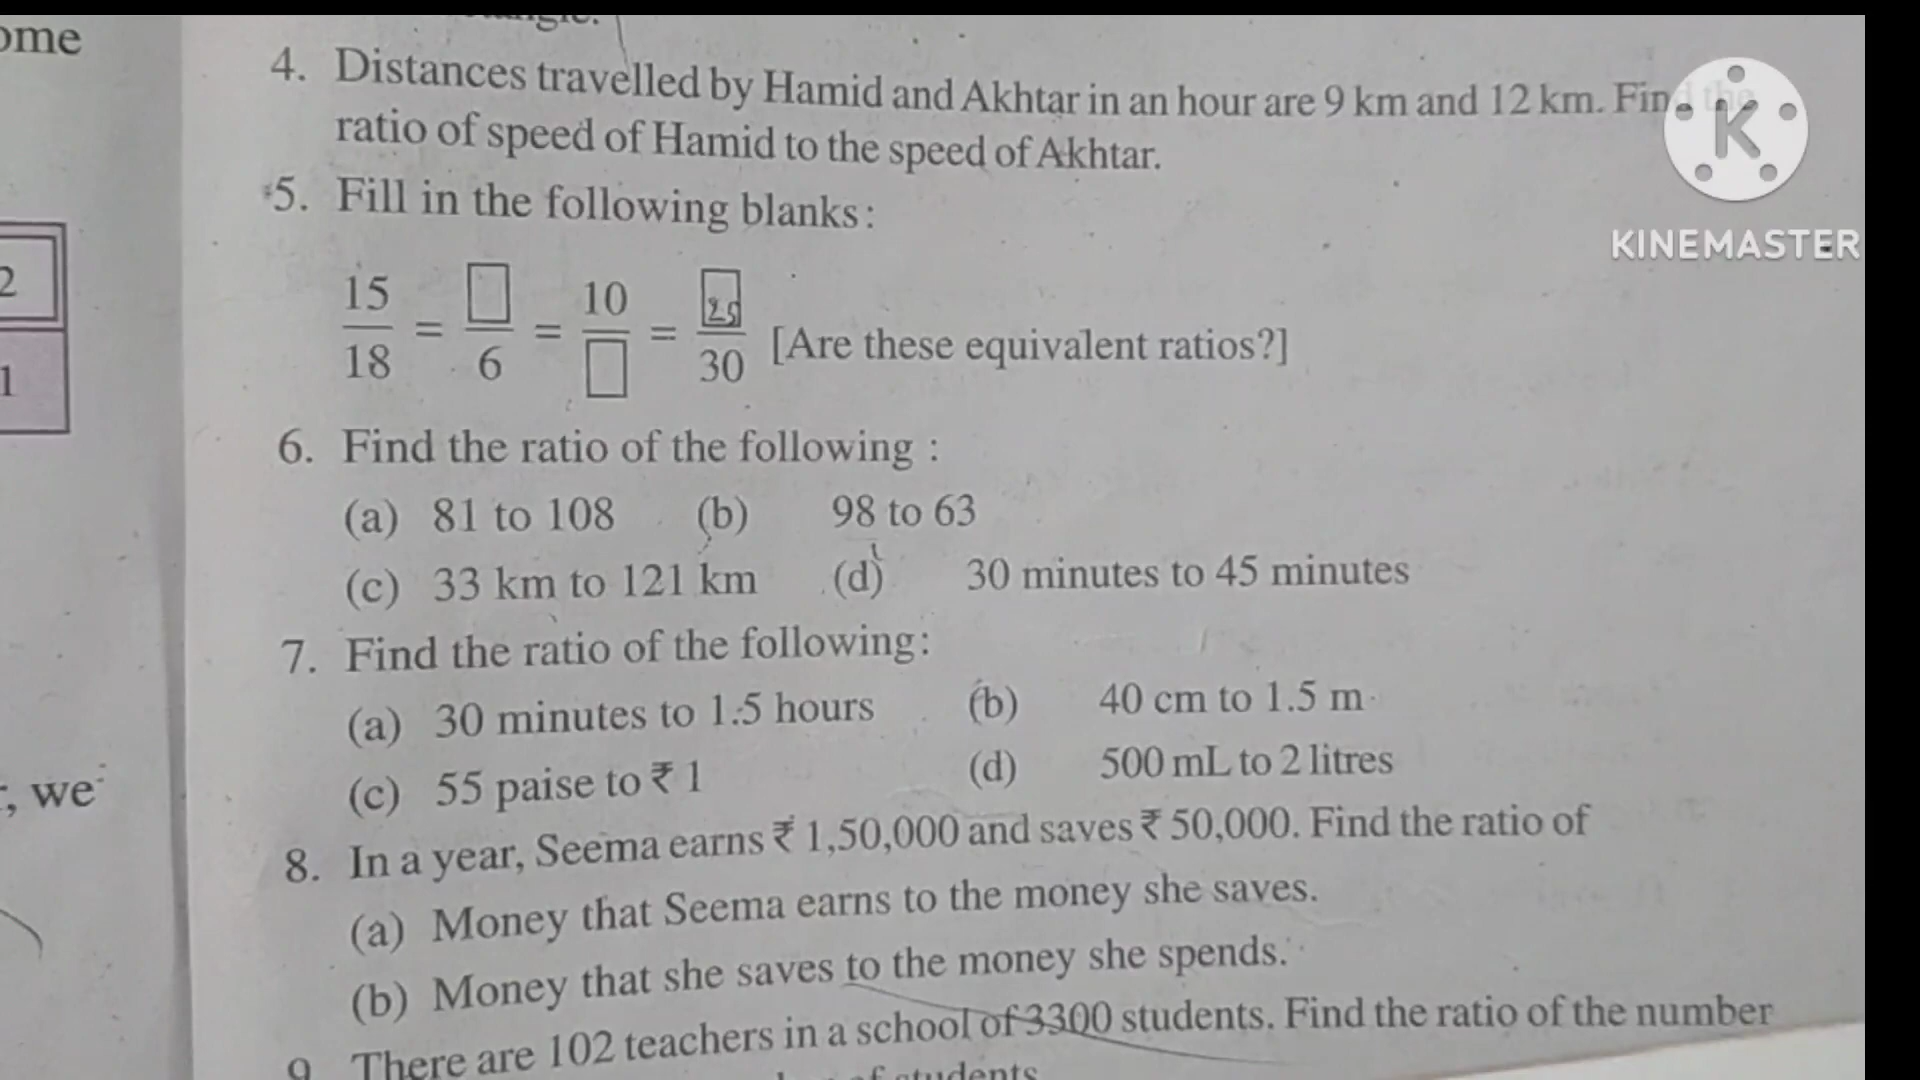 ome
4. Distances travelled by Hamid and Akhtar in an hour are 9 km and 12 km. Find the
ratio of speed of Hamid to the speed of Akhtar.
5. Fill in the following blanks:
15/18 = □/6 = 10/□ = 25/30 [Are these equivalent ratios?]
6. Find the ratio of the following :
(a) 81 to 108 (b) 98 to 63
(c) 33 km to 121 km (d) 30 minutes to 45 minutes
7. Find the ratio of the following:
(a) 30 minutes to 1.5 hours (b) 40 cm to 1.5 m
(c) 55 paise to ₹ 1 (d) 500 mL to 2 litres
8. In a year, Seema earns ₹ 1,50,000 and saves ₹ 50,000. Find the ratio of
(a) Money that Seema earns to the money she saves.
(b) Money that she saves to the money she spends.
9 There are 102 teachers in a school of 3300 students. Find the ratio of the number
of students
2
1
, we
K
KINEMASTER